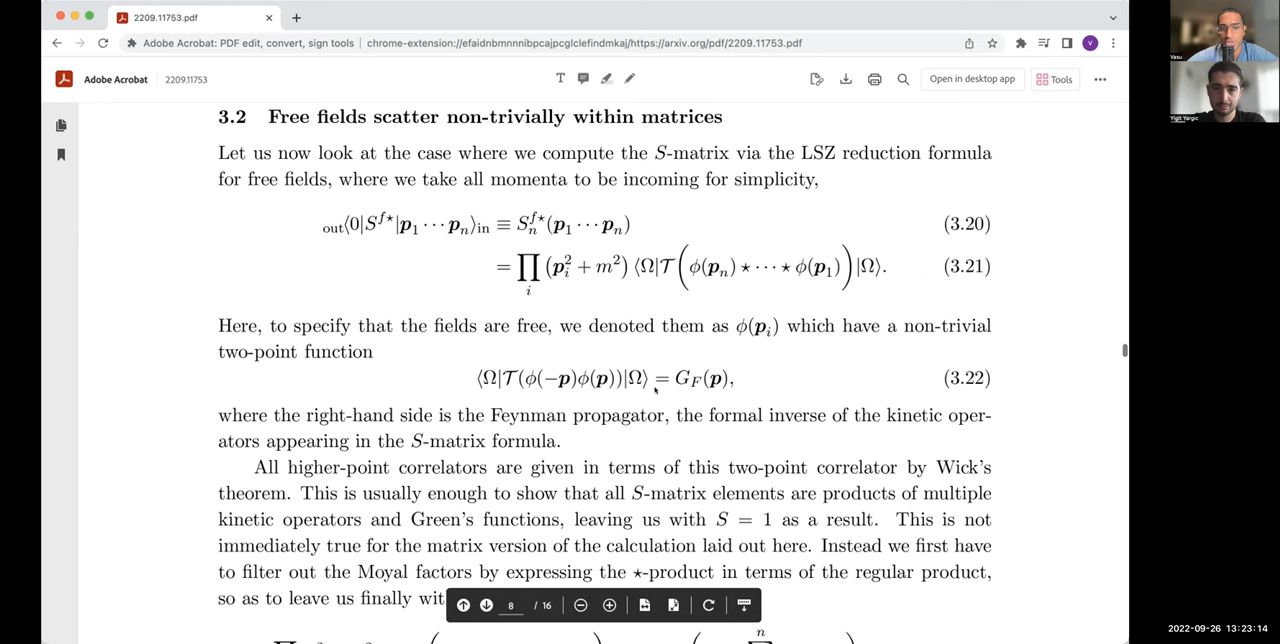 2209.11753.pdf
Adobe Acrobat: PDF edit, convert, sign tools | chrome-extension://efaidnbmnnnibpcajpcglclefindmkaj/https://arxiv.org/pdf/2209.11753.pdf
V
Adobe Acrobat 2209.11753
Open in desktop app
Tools
Vasu
Yigit Yargic
3.2 Free fields scatter non-trivially within matrices
Let us now look at the case where we compute the S-matrix via the LSZ reduction formula
for free fields, where we take all momenta to be incoming for simplicity,
out⟨0|S^{f⋆}|p₁ ⋯ pₙ⟩in ≡ Sₙ^{f⋆}(p₁ ⋯ pₙ) (3.20)
= ∏ᵢ (pᵢ² + m²) ⟨Ω|𝒯(ϕ(pₙ) ⋆ ⋯ ⋆ ϕ(p₁))|Ω⟩. (3.21)
Here, to specify that the fields are free, we denoted them as ϕ(pᵢ) which have a non-trivial
two-point function
⟨Ω|𝒯(ϕ(−p)ϕ(p))|Ω⟩ = G_F(p), (3.22)
where the right-hand side is the Feynman propagator, the formal inverse of the kinetic oper-
ators appearing in the S-matrix formula.
All higher-point correlators are given in terms of this two-point correlator by Wick's
theorem. This is usually enough to show that all S-matrix elements are products of multiple
kinetic operators and Green's functions, leaving us with S = 1 as a result. This is not
immediately true for the matrix version of the calculation laid out here. Instead we first have
to filter out the Moyal factors by expressing the ⋆-product in terms of the regular product,
so as to leave us finally wit
8 / 16
n
2022-09-26 13:23:14